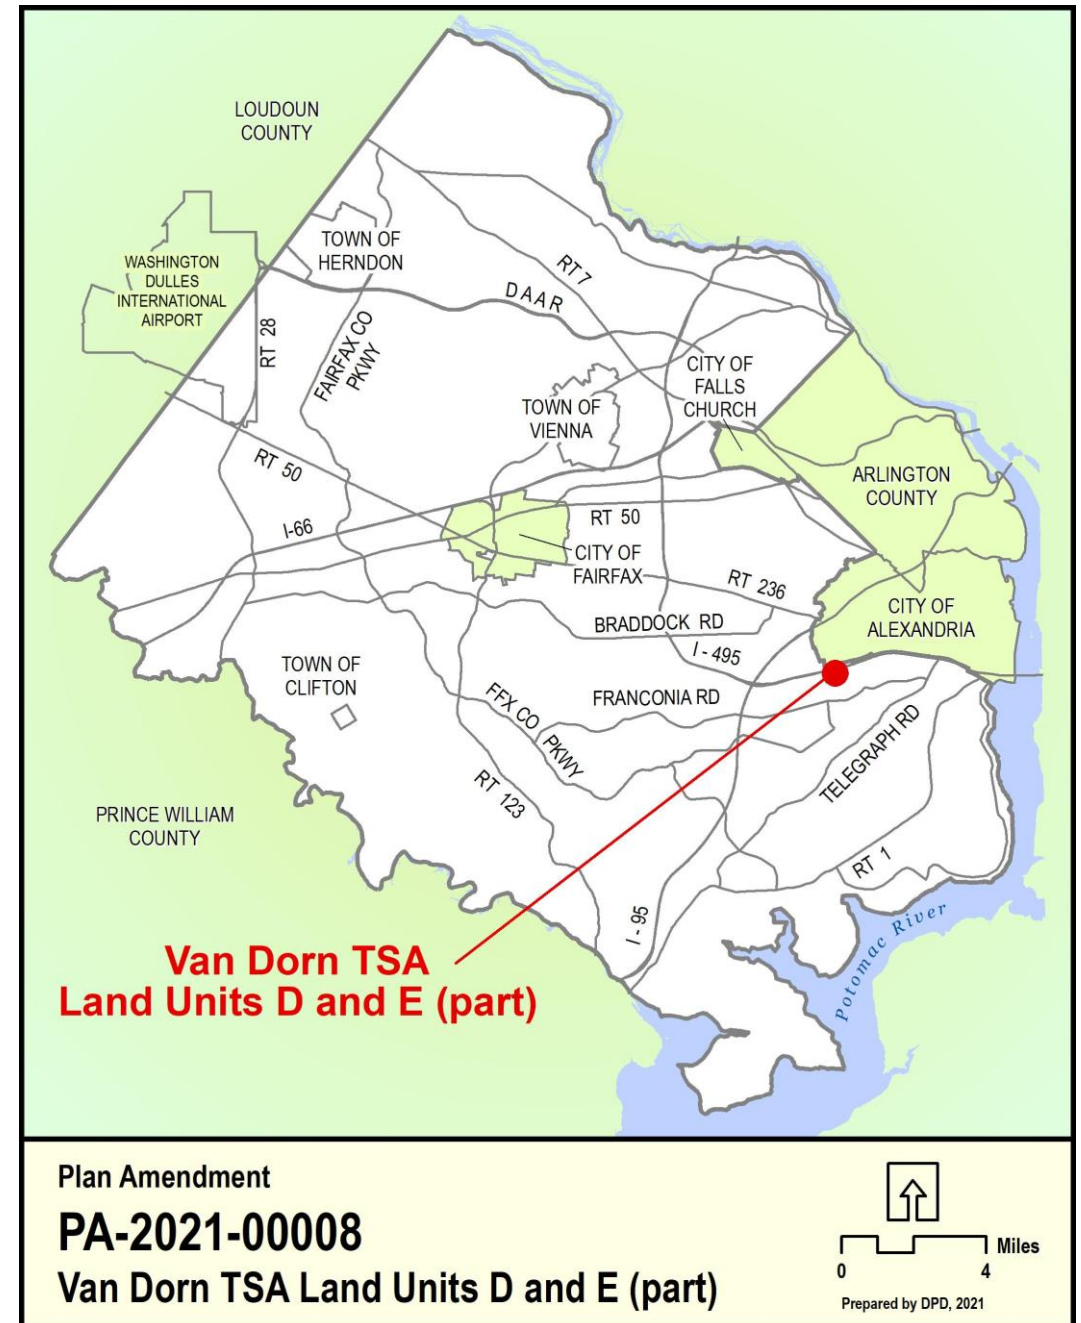 LOUDOUN
COUNTY
TOWN OF
HERNDON
WASHINGTON
DULLES
INTERNATIONAL
AIRPORT
RT 7
DAAR
RT 28
FAIRFAX CO
PKWY
CITY OF
FALLS
CHURCH
TOWN OF
VIENNA
RT 50
ARLINGTON
COUNTY
I-66
RT 50
CITY OF
FAIRFAX
RT 236
CITY OF
ALEXANDRIA
BRADDOCK RD
I - 495
TOWN OF
CLIFTON
FRANCONIA RD
FFX CO PKWY
TELEGRAPH RD
RT 123
PRINCE WILLIAM
COUNTY
RT 1
I - 95
Potomac River
Van Dorn TSA
Land Units D and E (part)
Plan Amendment
PA-2021-00008
Van Dorn TSA Land Units D and E (part)
Miles
0 4
Prepared by DPD, 2021